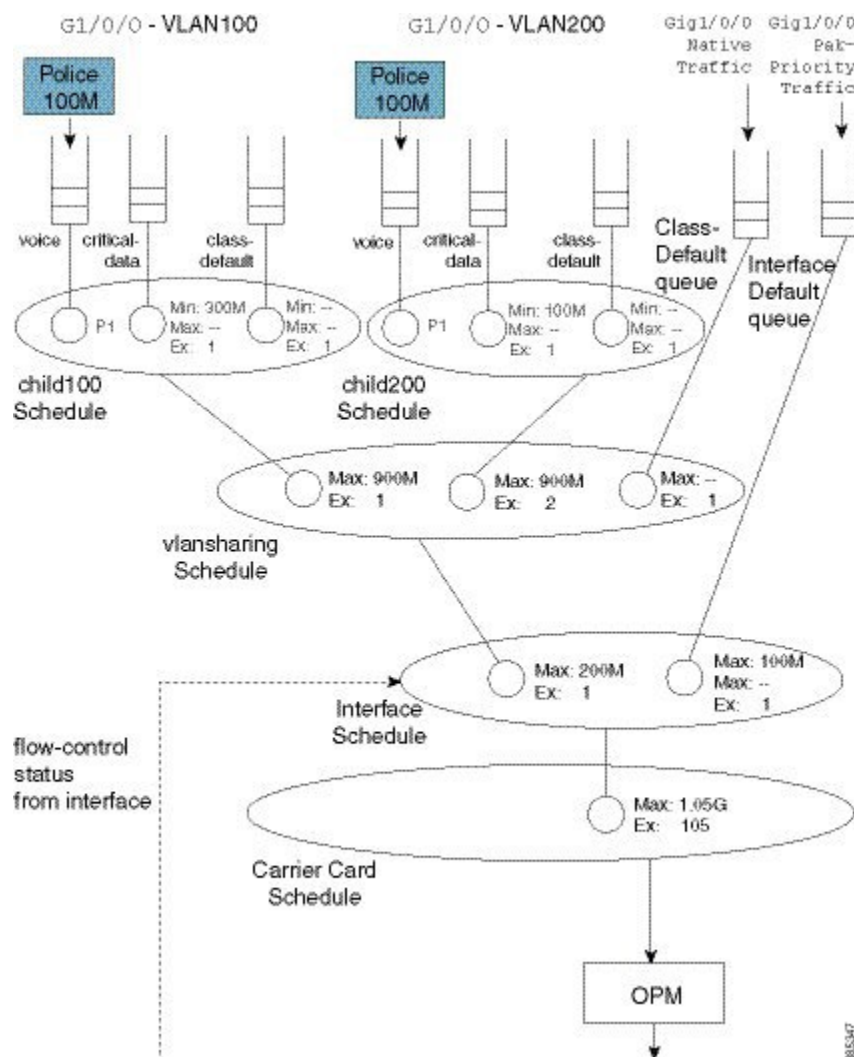 G1/0/0 - VLAN100
G1/0/0 - VLAN200
Gig1/0/0
Native
Traffic
Gig1/0/0
Pak-
Priority
Traffic
Police
100M
Police
100M
voice
critical-
data
class-
default
voice
critical-
data
class-
default
Class-
Default
queue
Interface
Default
queue
P1
Min: 300M
Max: --
Ex: 1
Min: --
Max: --
Ex: 1
P1
Min: 100M
Max: --
Ex: 1
Min: --
Max: --
Ex: 1
child100
Schedule
child200
Schedule
Max: 900M
Ex: 1
Max: 900M
Ex: 2
Max: --
Ex: 1
vlansharing
Schedule
Max: 200M
Ex: 1
Max: 100M
Max: --
Ex: 1
Interface
Schedule
flow-control
status
from interface
Max: 1.05G
Ex: 105
Carrier Card
Schedule
OPM